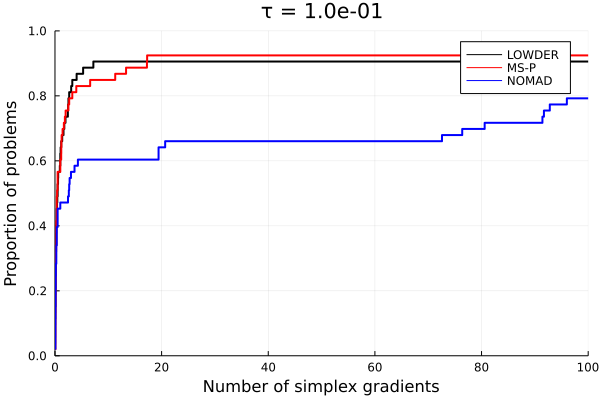 τ = 1.0e-01
Proportion of problems
1.0
0.8
0.6
0.4
0.2
0.0
LOWDER
MS-P
NOMAD
0 20 40 60 80 100
Number of simplex gradients